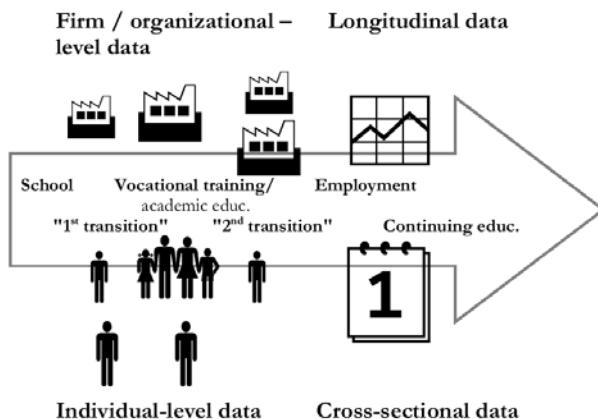 Firm / organizational – Longitudinal data
level data
School Vocational training/ Employment
academic educ.
"1st transition" "2nd transition" Continuing educ.
1
Individual-level data Cross-sectional data